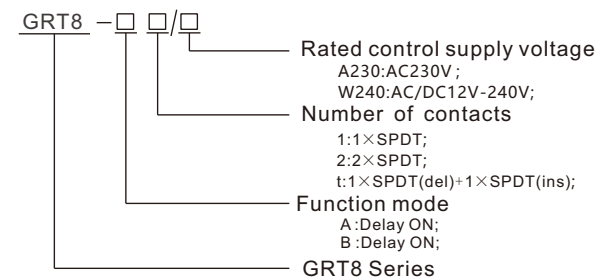 GRT8 –□ □/□
Rated control supply voltage
A230:AC230V;
W240:AC/DC12V-240V;
Number of contacts
1:1×SPDT;
2:2×SPDT;
t:1×SPDT(del)+1×SPDT(ins);
Function mode
A:Delay ON;
B:Delay ON;
GRT8 Series